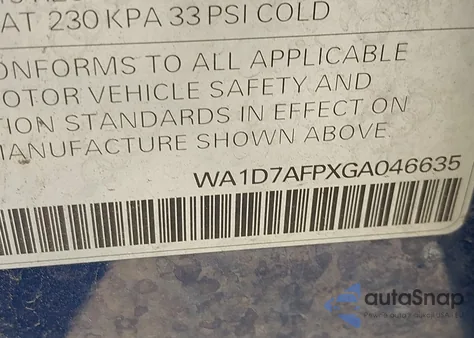 AT 230 KPA 33 PSI COLD
ONFORMS TO ALL APPLICABLE
OTOR VEHICLE SAFETY AND
TION STANDARDS IN EFFECT ON
MANUFACTURE SHOWN ABOVE
WA1D7AFPXGA046635
autoSnap